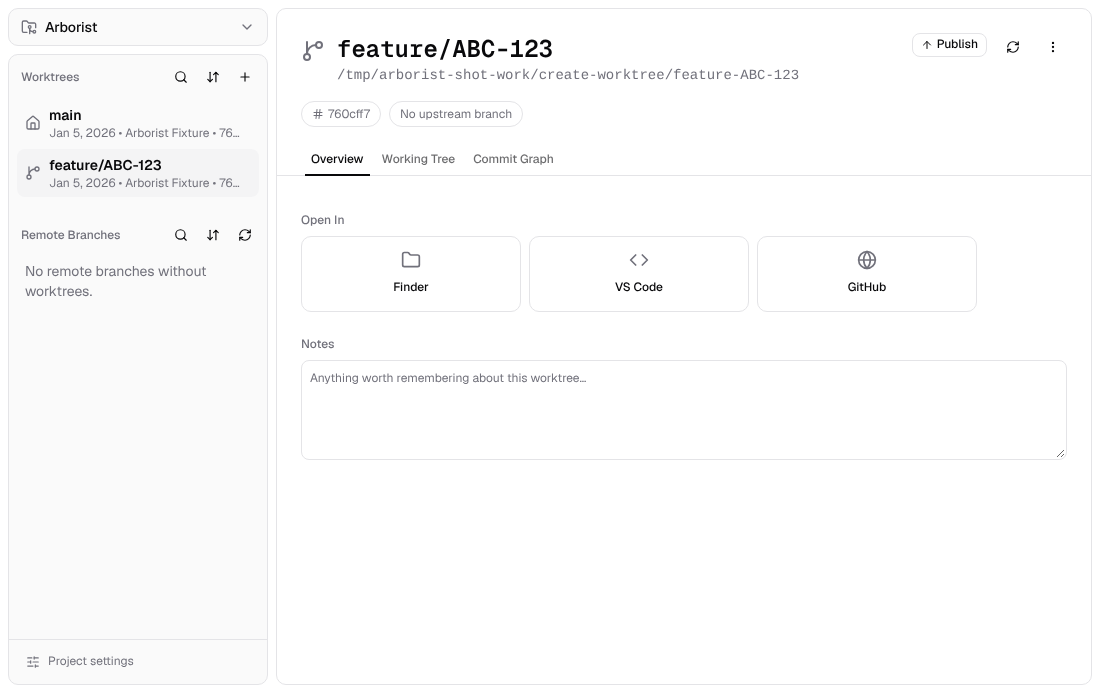 Arborist
Worktrees
main
Jan 5, 2026 • Arborist Fixture • 76…
feature/ABC-123
Jan 5, 2026 • Arborist Fixture • 76…
Remote Branches
No remote branches without
worktrees.
Project settings
feature/ABC-123
/tmp/arborist-shot-work/create-worktree/feature-ABC-123
Publish
760cff7
No upstream branch
Overview
Working Tree
Commit Graph
Open In
Finder
VS Code
GitHub
Notes
Anything worth remembering about this worktree…